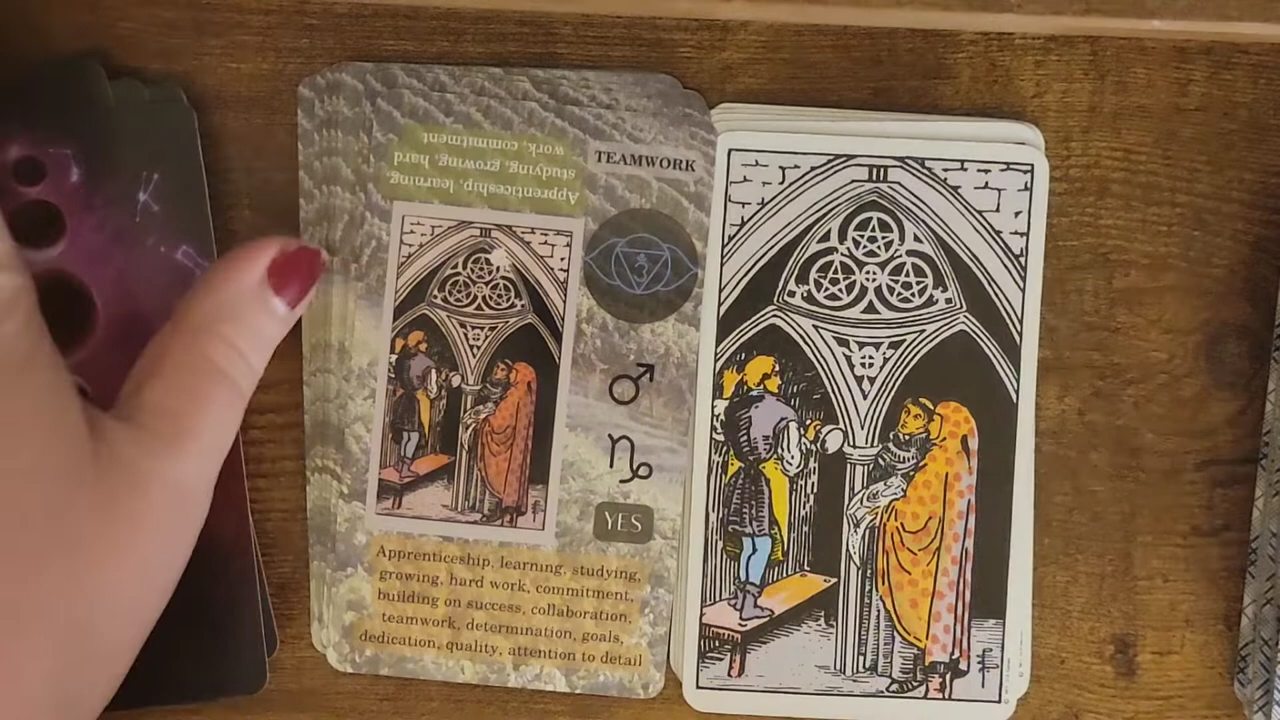 Apprenticeship, learning,
studying, growing, hard
work, commitment
TEAMWORK
YES
Apprenticeship, learning, studying,
growing, hard work, commitment,
building on success, collaboration,
teamwork, determination, goals,
dedication, quality, attention to detail
III